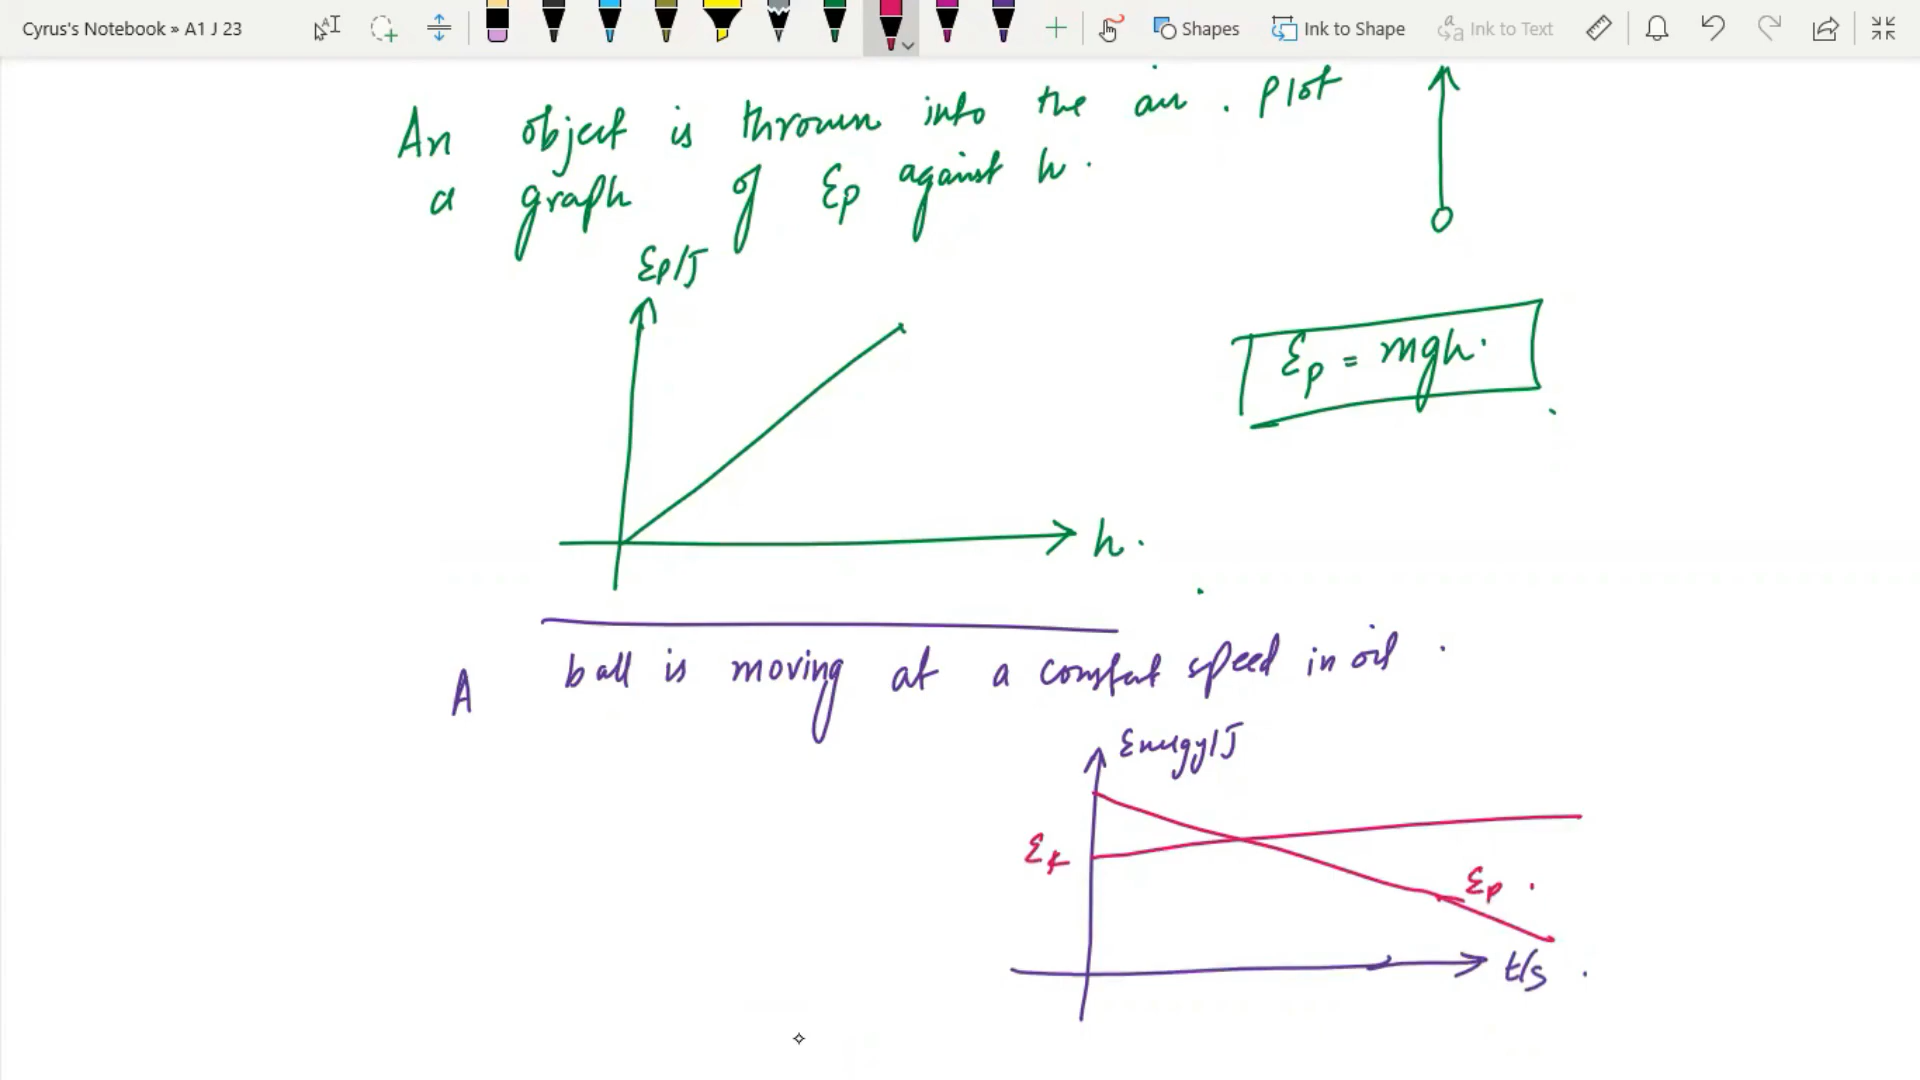 Cyrus's Notebook » A1 J 23
Shapes
Ink to Shape
Ink to Text
An object is thrown into the air. Plot
a graph of Ep against h.
Ep/J
Ep = mgh.
h.
A ball is moving at a constat speed in oil.
Energy/J
Ek
Ep.
t/s.